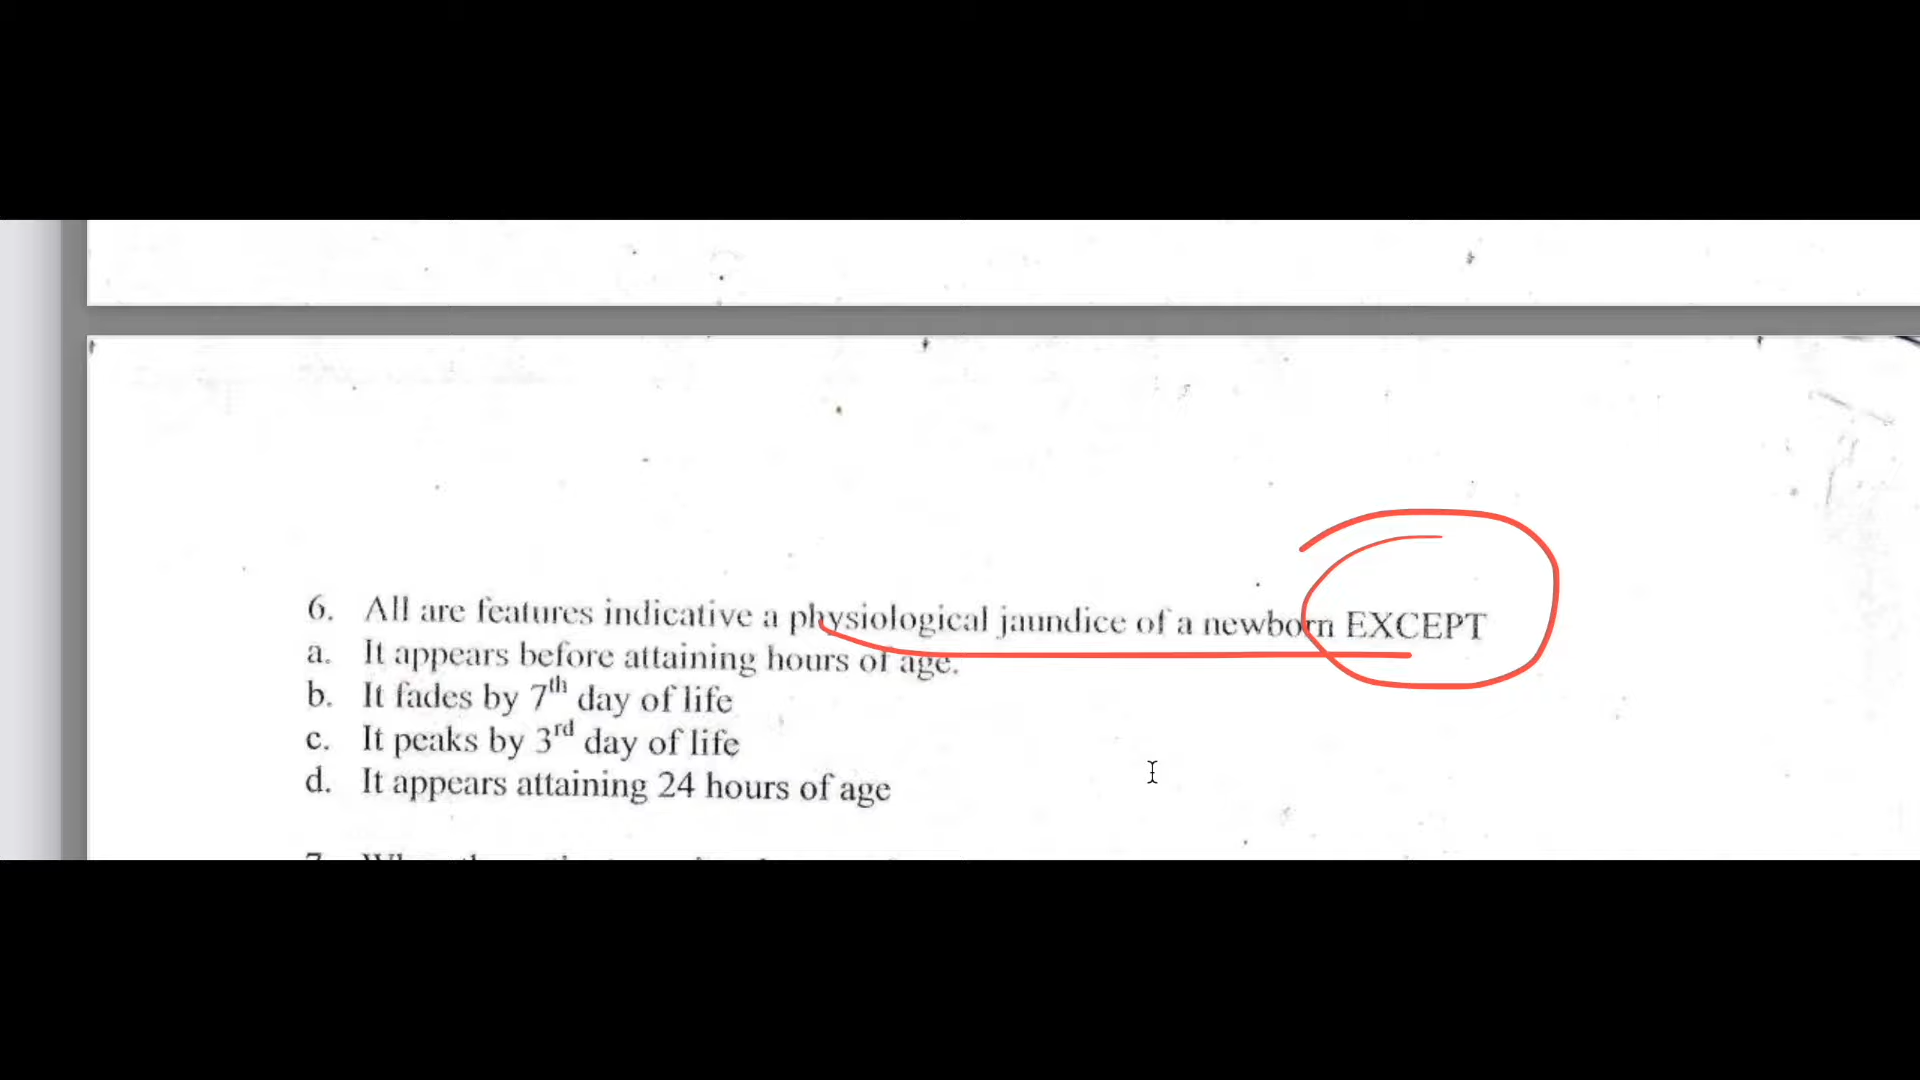 6. All are features indicative a physiological jaundice of a newborn EXCEPT
a. It appears before attaining hours of age.
b. It fades by 7th day of life
c. It peaks by 3rd day of life
d. It appears attaining 24 hours of age